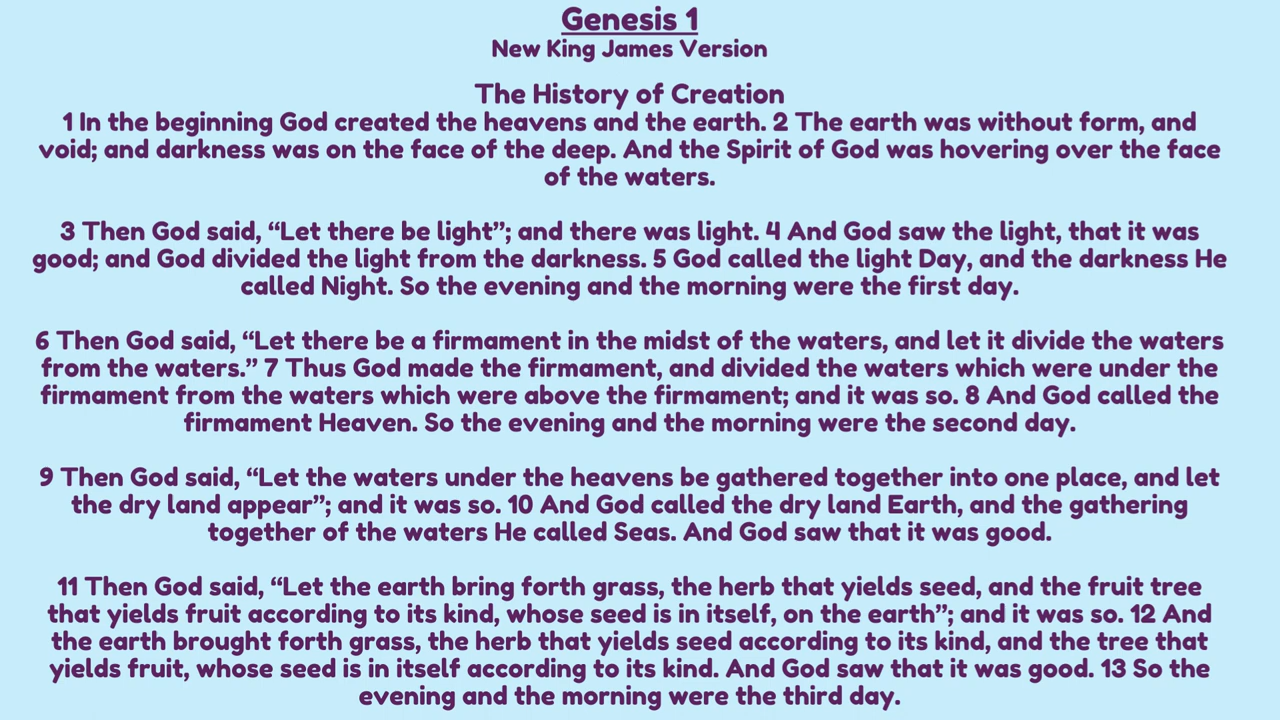 Genesis 1
New King James Version
The History of Creation
1 In the beginning God created the heavens and the earth. 2 The earth was without form, and
void; and darkness was on the face of the deep. And the Spirit of God was hovering over the face
of the waters.
3 Then God said, “Let there be light”; and there was light. 4 And God saw the light, that it was
good; and God divided the light from the darkness. 5 God called the light Day, and the darkness He
called Night. So the evening and the morning were the first day.
6 Then God said, “Let there be a firmament in the midst of the waters, and let it divide the waters
from the waters.” 7 Thus God made the firmament, and divided the waters which were under the
firmament from the waters which were above the firmament; and it was so. 8 And God called the
firmament Heaven. So the evening and the morning were the second day.
9 Then God said, “Let the waters under the heavens be gathered together into one place, and let
the dry land appear”; and it was so. 10 And God called the dry land Earth, and the gathering
together of the waters He called Seas. And God saw that it was good.
11 Then God said, “Let the earth bring forth grass, the herb that yields seed, and the fruit tree
that yields fruit according to its kind, whose seed is in itself, on the earth”; and it was so. 12 And
the earth brought forth grass, the herb that yields seed according to its kind, and the tree that
yields fruit, whose seed is in itself according to its kind. And God saw that it was good. 13 So the
evening and the morning were the third day.